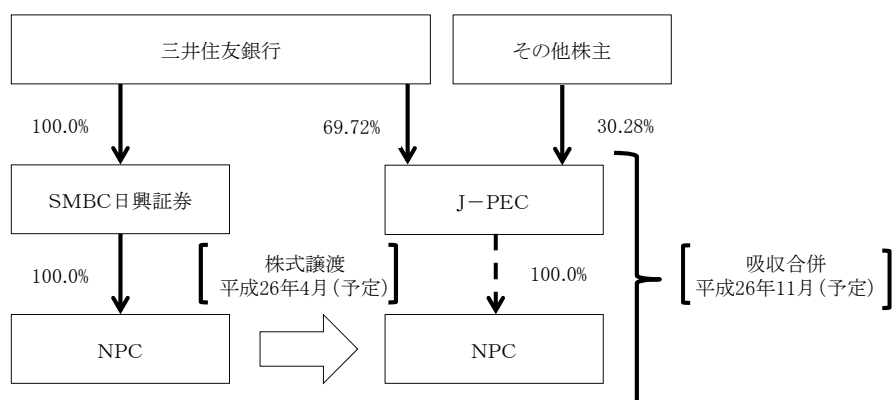 三井住友銀行
その他株主
100.0%
69.72%
30.28%
SMBC日興証券
J－PEC
100.0%
株式譲渡
平成26年4月(予定)
100.0%
吸収合併
平成26年11月(予定)
NPC
NPC